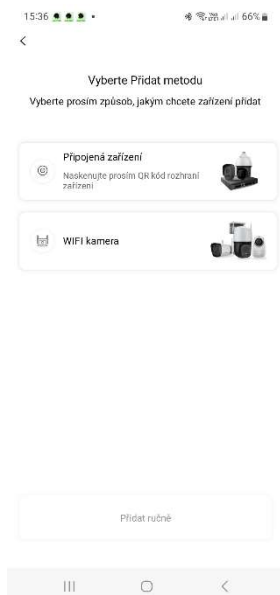 15:36
66%
Vyberte Přidat metodu
Vyberte prosím způsob, jakým chcete zařízení přidat
Připojená zařízení
Naskenujte prosím QR kód rozhraní
zařízení
WIFI kamera
Přidat ručně